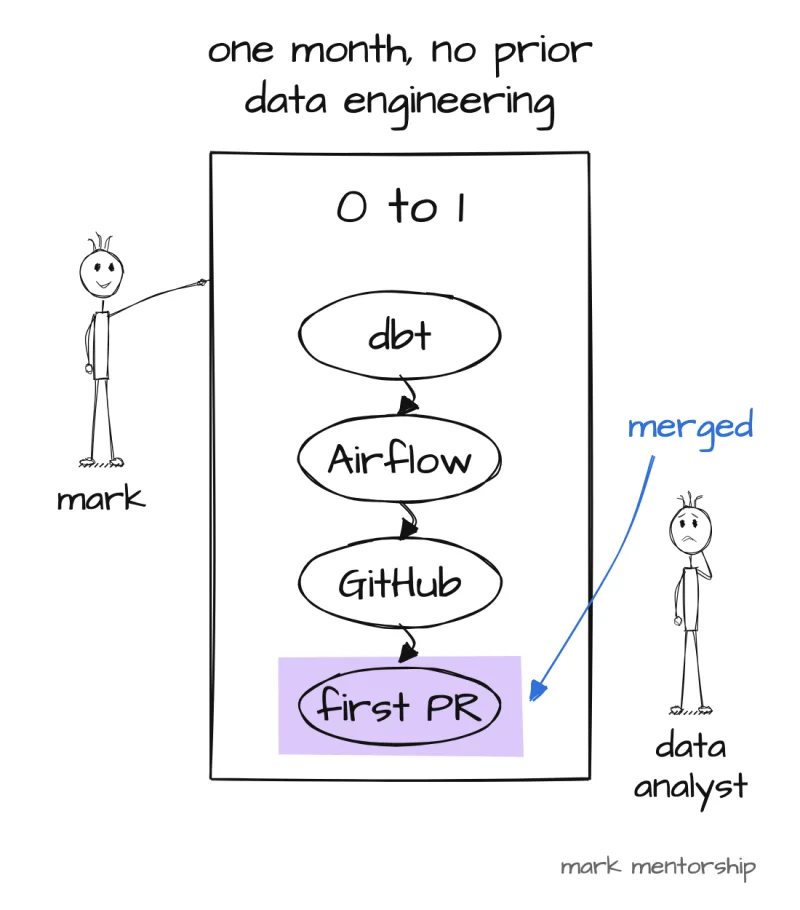 one month, no prior
data engineering
0 to 1
mark
dbt
Airflow
GitHub
first PR
merged
data
analyst
mark mentorship